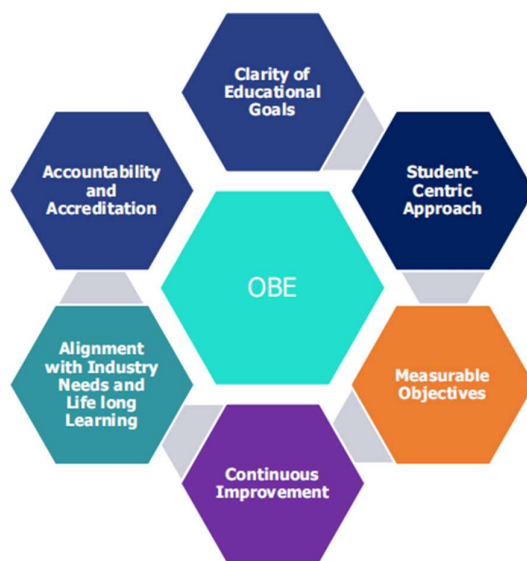 Clarity of
Educational
Goals
Student-
Centric
Approach
Measurable
Objectives
Continuous
Improvement
Alignment
with Industry
Needs and
Life long
Learning
Accountability
and
Accreditation
OBE